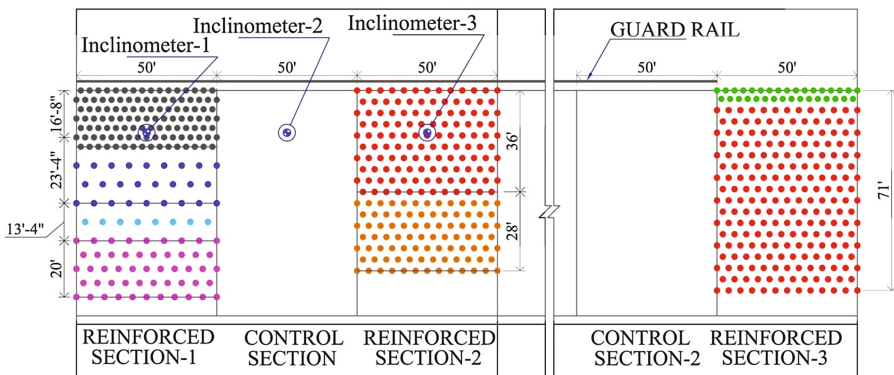 Inclinometer-1
Inclinometer-2
Inclinometer-3
GUARD RAIL
50'
50'
50'
50'
16'-8"
23'-4"
13'-4"
20'
36'
28'
71'
REINFORCED
SECTION-1
CONTROL
SECTION
REINFORCED
SECTION-2
CONTROL
SECTION-2
REINFORCED
SECTION-3